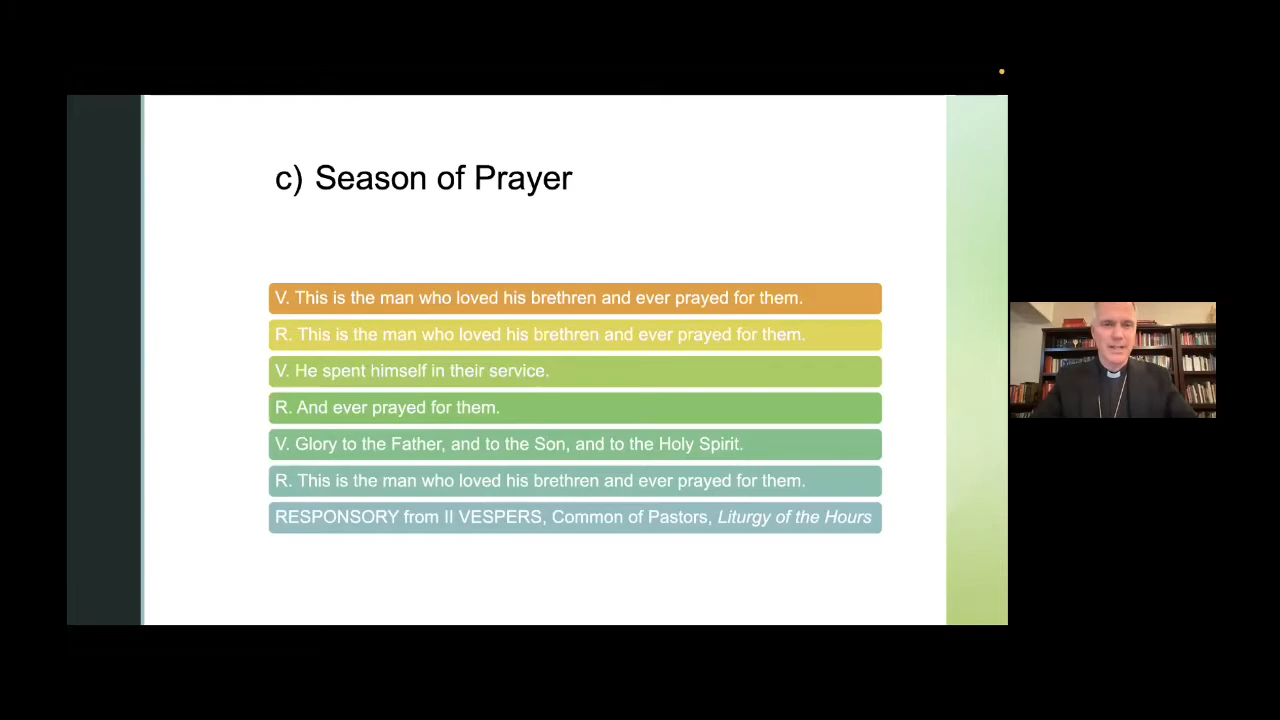 c) Season of Prayer
V. This is the man who loved his brethren and ever prayed for them.
R. This is the man who loved his brethren and ever prayed for them.
V. He spent himself in their service.
R. And ever prayed for them.
V. Glory to the Father, and to the Son, and to the Holy Spirit.
R. This is the man who loved his brethren and ever prayed for them.
RESPONSORY from II VESPERS, Common of Pastors, Liturgy of the Hours